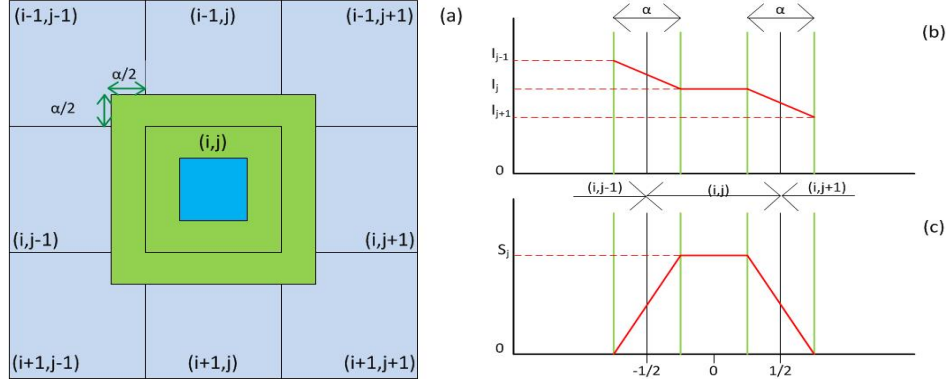 (i-1,j-1) (i-1,j) (i-1,j+1) (a)
α/2
α/2
(i,j)
(i,j-1) (i,j+1)
(i+1,j-1) (i+1,j) (i+1,j+1)
α α (b)
I_{j-1}
I_j
I_{j+1}
0
(i,j-1) (i,j) (i,j+1) (c)
S_j
0
-1/2 0 1/2